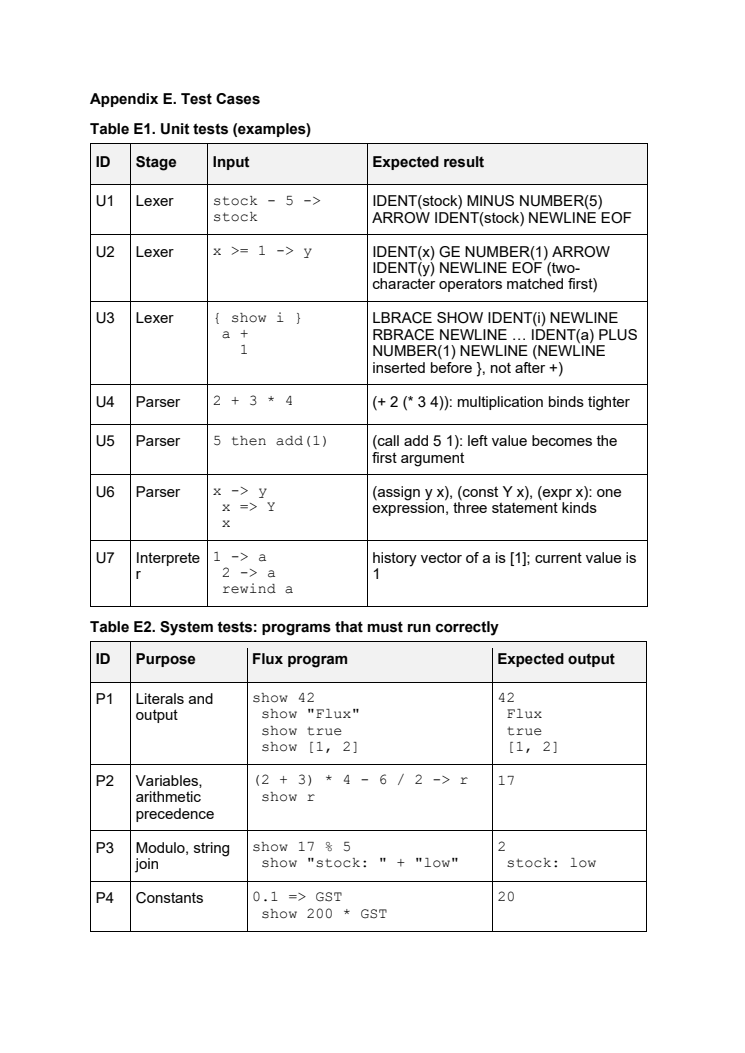 Appendix E. Test Cases
Table E1. Unit tests (examples)
ID Stage Input Expected result
U1 Lexer stock - 5 -> IDENT(stock) MINUS NUMBER(5)
stock ARROW IDENT(stock) NEWLINE EOF
U2 Lexer x >= 1 -> y IDENT(x) GE NUMBER(1) ARROW
IDENT(y) NEWLINE EOF (two-
character operators matched first)
U3 Lexer { show i } LBRACE SHOW IDENT(i) NEWLINE
a + RBRACE NEWLINE … IDENT(a) PLUS
1 NUMBER(1) NEWLINE (NEWLINE
inserted before }, not after +)
U4 Parser 2 + 3 * 4 (+ 2 (* 3 4)): multiplication binds tighter
U5 Parser 5 then add(1) (call add 5 1): left value becomes the
first argument
U6 Parser x -> y (assign y x), (const Y x), (expr x): one
x => Y expression, three statement kinds
x
U7 Interprete 1 -> a history vector of a is [1]; current value is
r 2 -> a 1
rewind a
Table E2. System tests: programs that must run correctly
ID Purpose Flux program Expected output
P1 Literals and show 42 42
output show "Flux" Flux
show true true
show [1, 2] [1, 2]
P2 Variables, (2 + 3) * 4 - 6 / 2 -> r 17
arithmetic show r
precedence
P3 Modulo, string show 17 % 5 2
join show "stock: " + "low" stock: low
P4 Constants 0.1 => GST 20
show 200 * GST